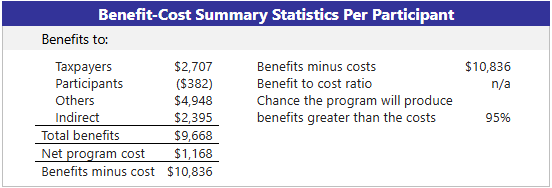 Benefit-Cost Summary Statistics Per Participant
Benefits to:
Taxpayers $2,707 Benefits minus costs $10,836
Participants ($382) Benefit to cost ratio n/a
Others $4,948 Chance the program will produce
Indirect $2,395 benefits greater than the costs 95%
Total benefits $9,668
Net program cost $1,168
Benefits minus cost $10,836